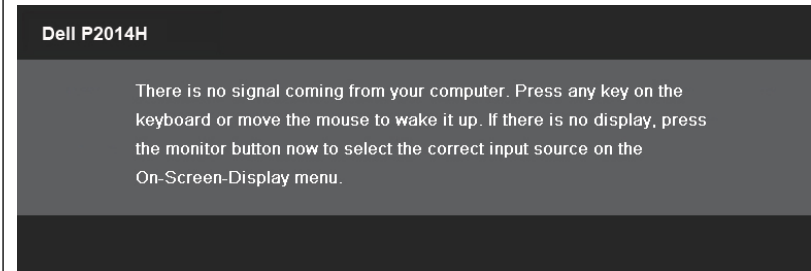 Dell P2014H
There is no signal coming from your computer. Press any key on the
keyboard or move the mouse to wake it up. If there is no display, press
the monitor button now to select the correct input source on the
On-Screen-Display menu.